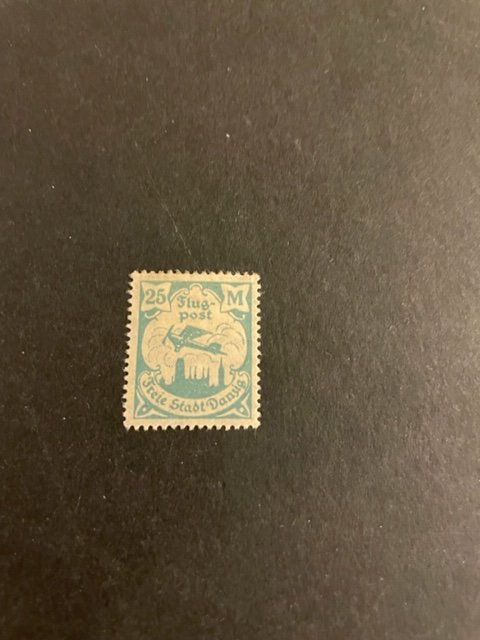 25 M
Flug-
post
Freie Stadt Danzig